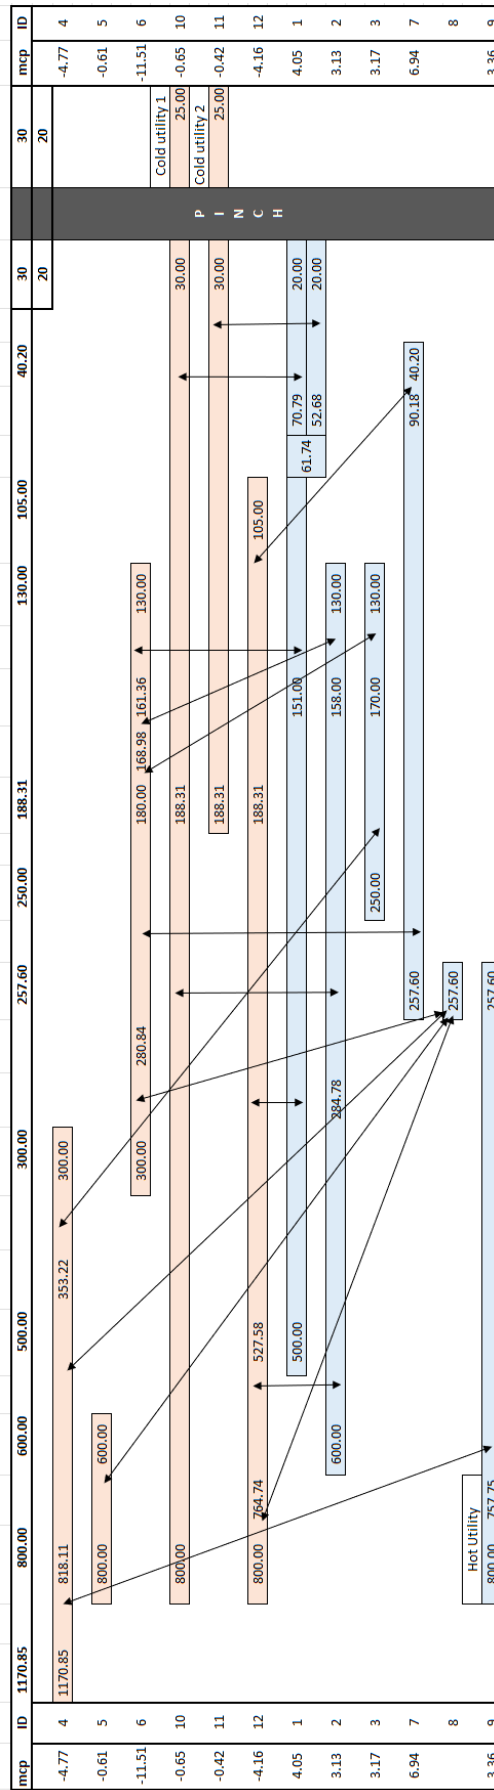 mcp ID 1170.85 800.00 600.00 500.00 300.00 257.60 250.00 188.31 130.00 105.00 40.20 30 30 mcp ID
20 20
-4.77 4 1170.85 818.11 353.22 300.00 -4.77 4
-0.61 5 800.00 600.00 -0.61 5
-11.51 6 300.00 280.84 180.00 168.98 161.36 130.00 -11.51 6
Cold utility 1
-0.65 10 800.00 188.31 30.00 25.00 -0.65 10
Cold utility 2
-0.42 11 188.31 30.00 25.00 -0.42 11
-4.16 12 800.00 764.74 527.58 188.31 105.00 -4.16 12
PINCH
4.05 1 500.00 151.00 61.74 70.79 20.00 4.05 1
3.13 2 600.00 284.78 158.00 130.00 52.68 20.00 3.13 2
3.17 3 250.00 170.00 130.00 3.17 3
6.94 7 257.60 90.18 40.20 6.94 7
8 257.60 8
Hot Utility
3.36 9 800.00 757.75 257.60 3.36 9